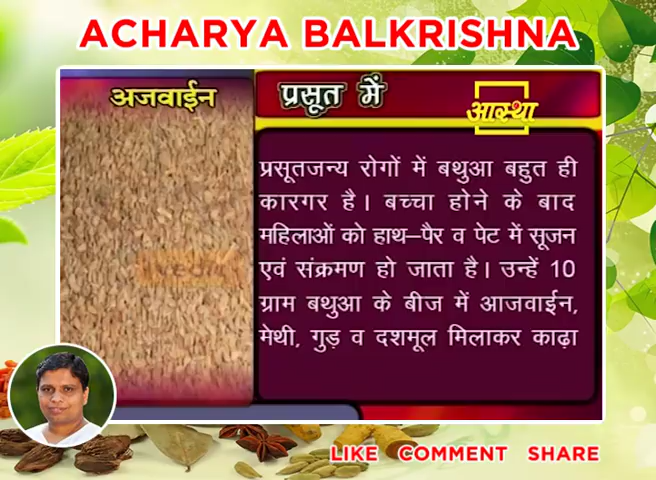 ACHARYA BALKRISHNA
अजवाईन
प्रसूत में
आस्था
प्रसूतजन्य रोगों में बथुआ बहुत ही
कारगर है। बच्चा होने के बाद
महिलाओं को हाथ–पैर व पेट में सूजन
एवं संक्रमण हो जाता है। उन्हें 10
ग्राम बथुआ के बीज में आजवाईन,
मेथी, गुड़ व दशमूल मिलाकर काढ़ा
LIKE COMMENT SHARE